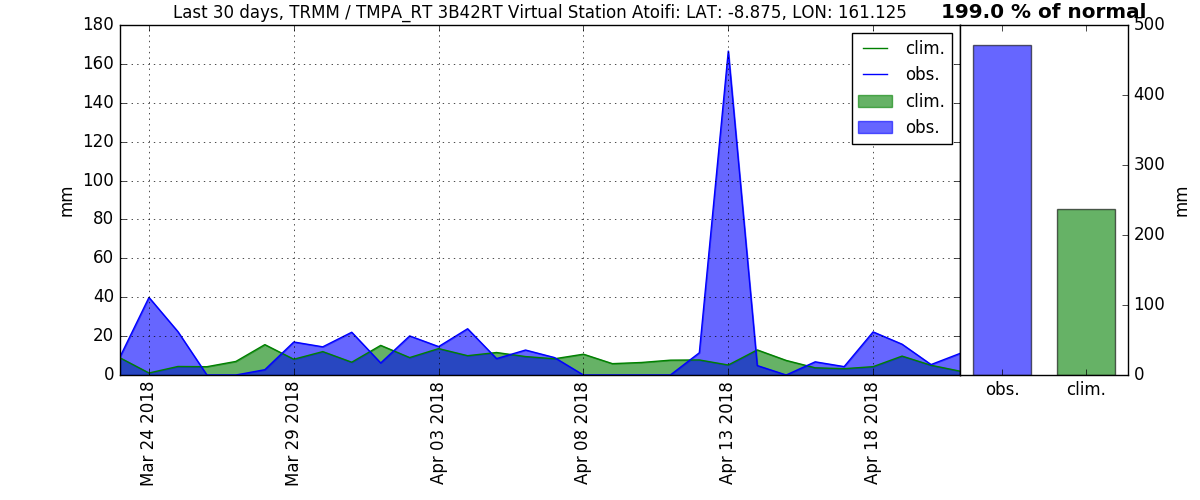 Last 30 days, TRMM / TMPA_RT 3B42RT Virtual Station Atoifi: LAT: -8.875, LON: 161.125
199.0 % of normal
180
160
140
120
100
80
60
40
20
0
mm
clim.
obs.
clim.
obs.
Mar 24 2018
Mar 29 2018
Apr 03 2018
Apr 08 2018
Apr 13 2018
Apr 18 2018
500
400
300
200
100
0
mm
obs.
clim.